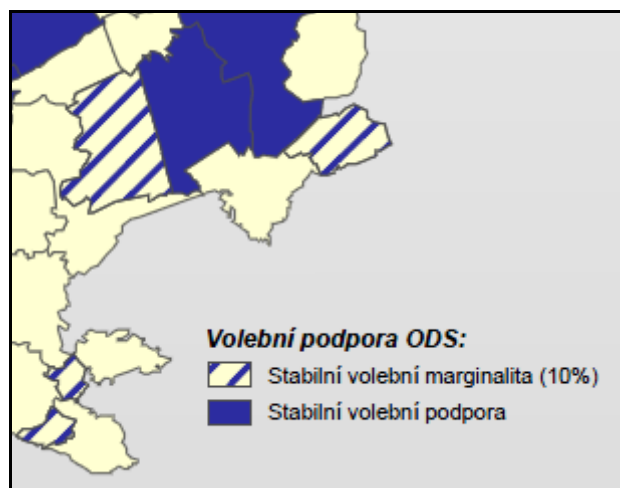 Volební podpora ODS:
Stabilní volební marginalita (10%)
Stabilní volební podpora